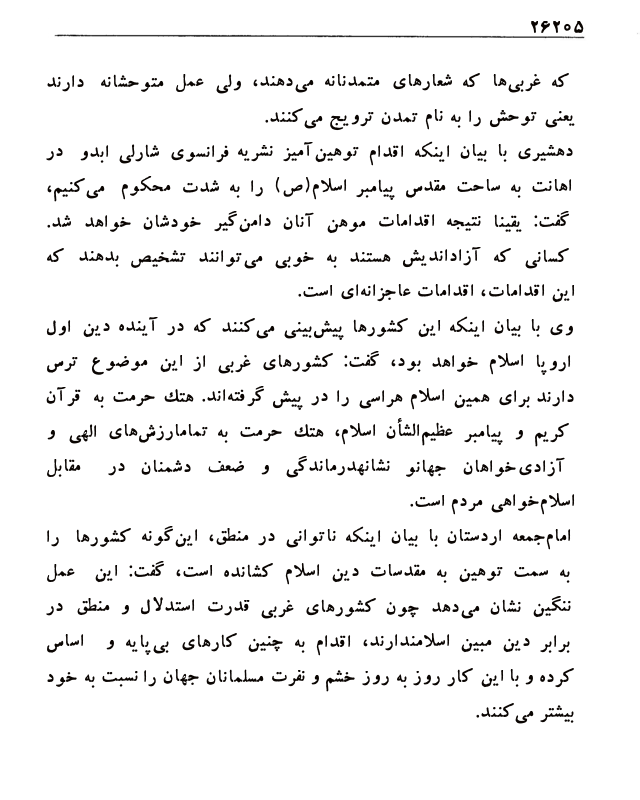 ۲۶۲۰۵
که غربی‌ها که شعارهای متمدنانه می‌دهند، ولی عمل متوحشانه دارند
یعنی توحش را به نام تمدن ترویج می‌کنند.
دهشیری با بیان اینکه اقدام توهین‌آمیز نشریه فرانسوی شارلی ابدو در
اهانت به ساحت مقدس پیامبر اسلام(ص) را به شدت محکوم می‌کنیم،
گفت: یقینا نتیجه اقدامات موهن آنان دامن‌گیر خودشان خواهد شد.
کسانی که آزاداندیش هستند به خوبی می‌توانند تشخیص بدهند که
این اقدامات، اقدامات عاجزانه‌ای است.
وی با بیان اینکه این کشورها پیش‌بینی می‌کنند که در آینده دین اول
اروپا اسلام خواهد بود، گفت: کشورهای غربی از این موضوع ترس
دارند برای همین اسلام هراسی را در پیش گرفته‌اند. هتك حرمت به قرآن
کریم و پیامبر عظیم‌الشأن اسلام، هتك حرمت به تمامارزش‌های الهی و
آزادی‌خواهان جهانو نشانهدرماندگی و ضعف دشمنان در مقابل
اسلام‌خواهی مردم است.
امام‌جمعه اردستان با بیان اینکه ناتوانی در منطق، این‌گونه کشورها را
به سمت توهین به مقدسات دین اسلام کشانده است، گفت: این عمل
ننگین نشان می‌دهد چون کشورهای غربی قدرت استدلال و منطق در
برابر دین مبین اسلامندارند، اقدام به چنین کارهای بی‌پایه و اساس
کرده و با این کار روز به روز خشم و نفرت مسلمانان جهان را نسبت به خود
بیشتر می‌کنند.